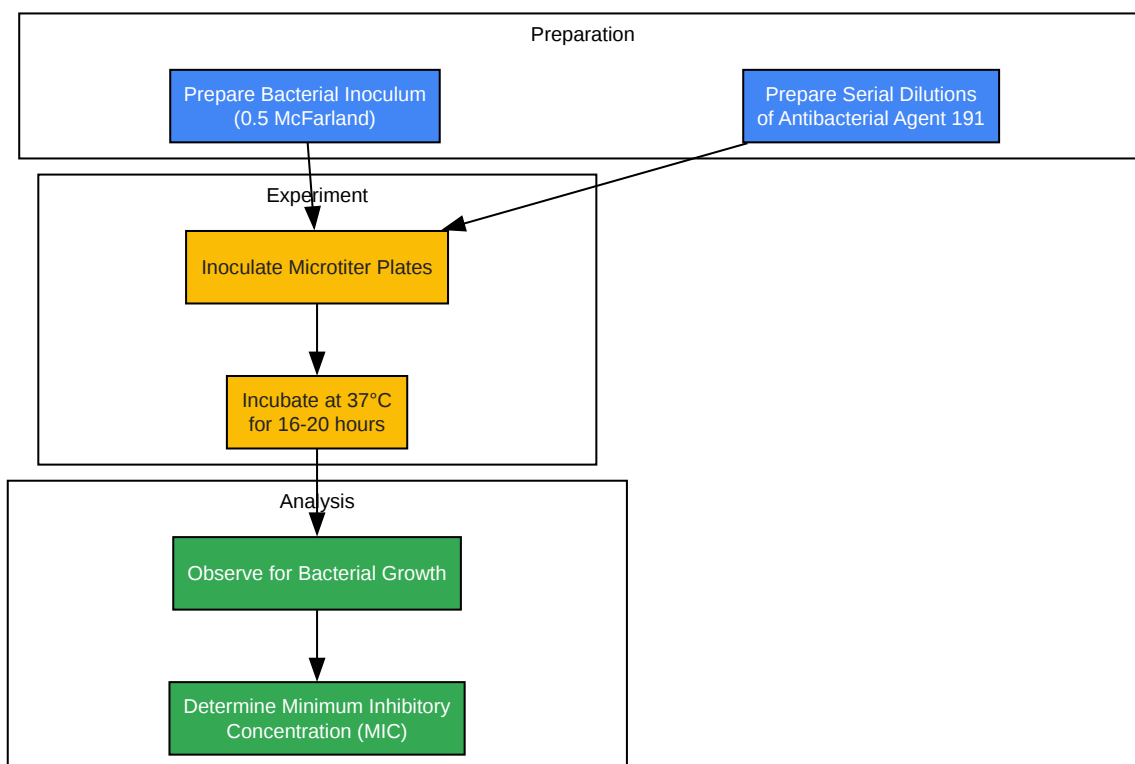 Preparation
Prepare Bacterial Inoculum
(0.5 McFarland)
Prepare Serial Dilutions
of Antibacterial Agent 191
Experiment
Inoculate Microtiter Plates
Incubate at 37°C
for 16-20 hours
Analysis
Observe for Bacterial Growth
Determine Minimum Inhibitory
Concentration (MIC)